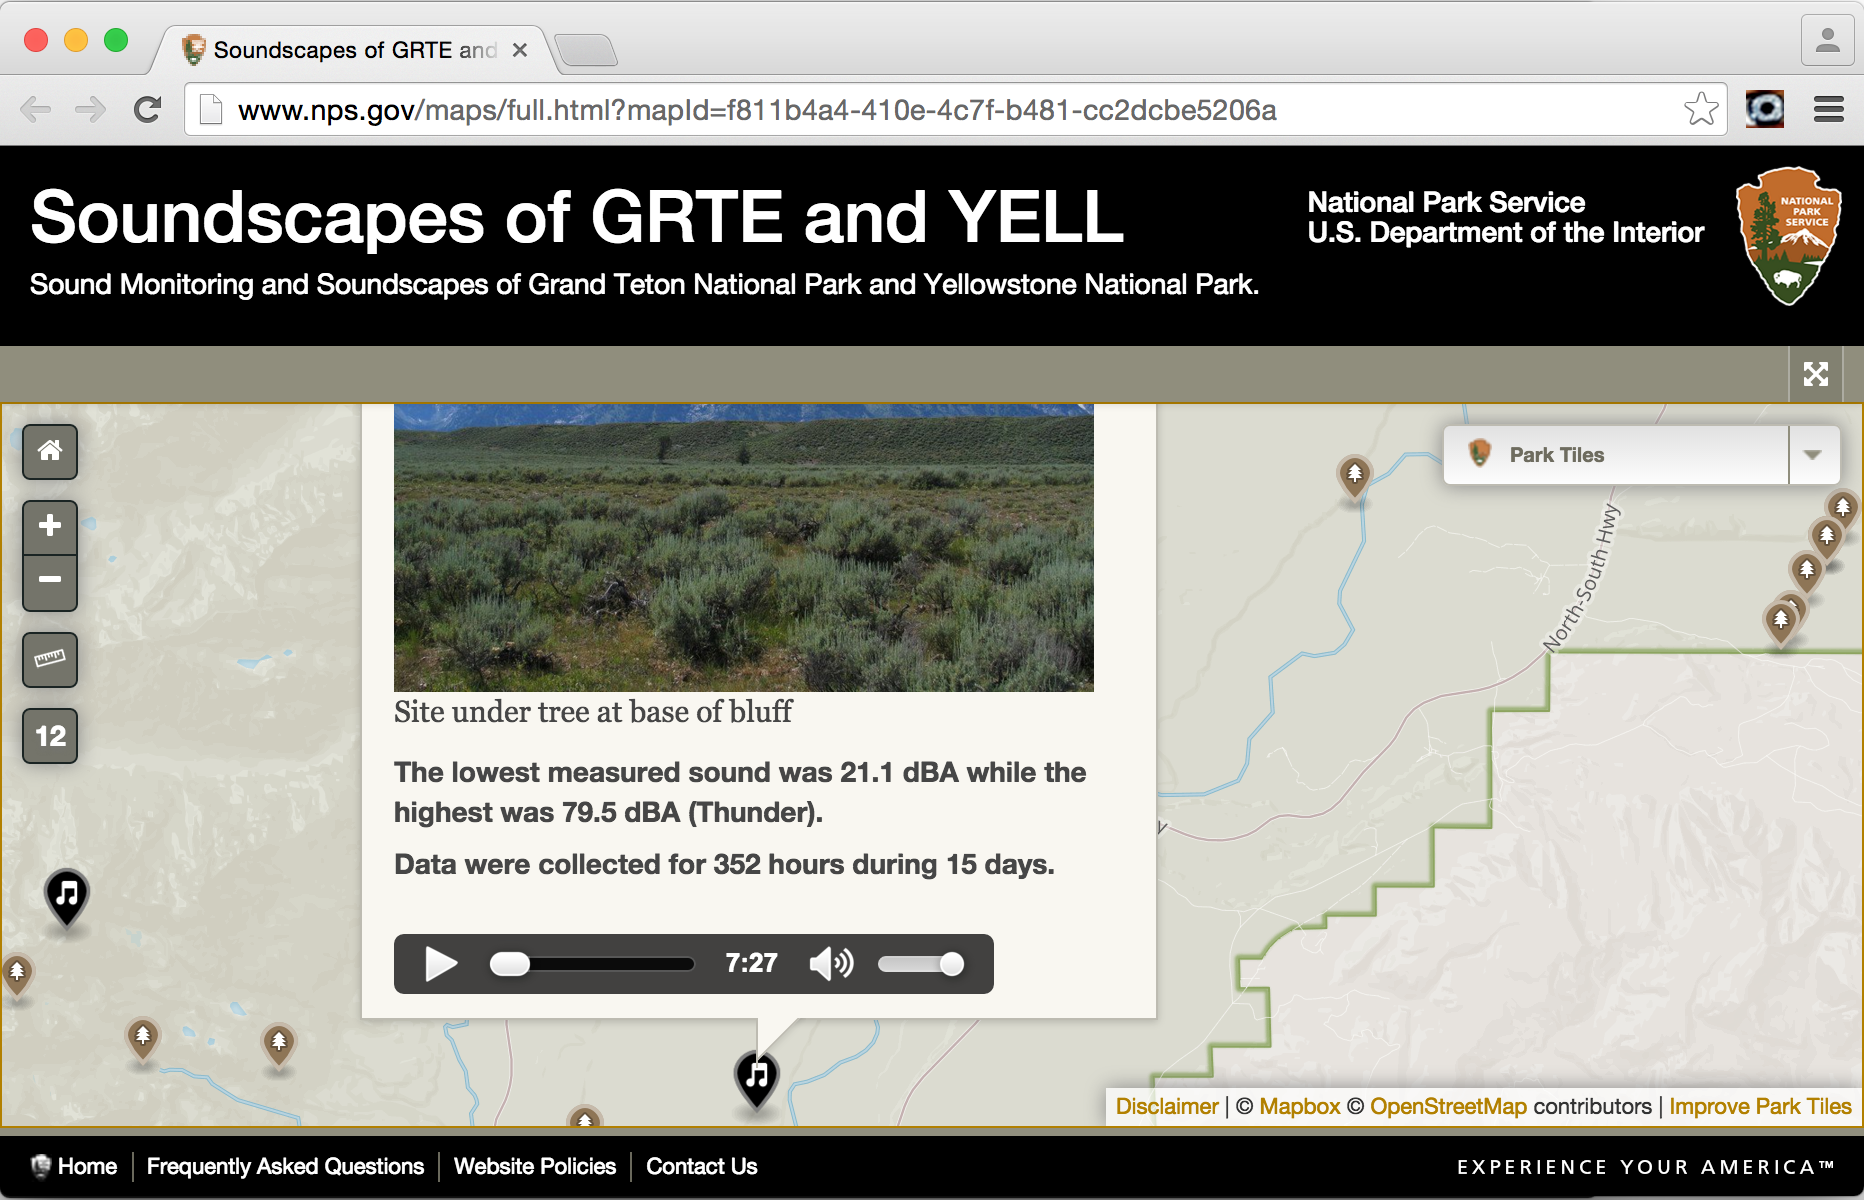 Soundscapes of GRTE and
www.nps.gov/maps/full.html?mapId=f811b4a4-410e-4c7f-b481-cc2dcbe5206a
Soundscapes of GRTE and YELL
Sound Monitoring and Soundscapes of Grand Teton National Park and Yellowstone National Park.
National Park Service
U.S. Department of the Interior
NATIONAL
PARK
SERVICE
Park Tiles
North-South Hwy
12
Site under tree at base of bluff
The lowest measured sound was 21.1 dBA while the
highest was 79.5 dBA (Thunder).
Data were collected for 352 hours during 15 days.
7:27
y
Disclaimer | © Mapbox © OpenStreetMap contributors | Improve Park Tiles
Home | Frequently Asked Questions | Website Policies | Contact Us
EXPERIENCE YOUR AMERICA™